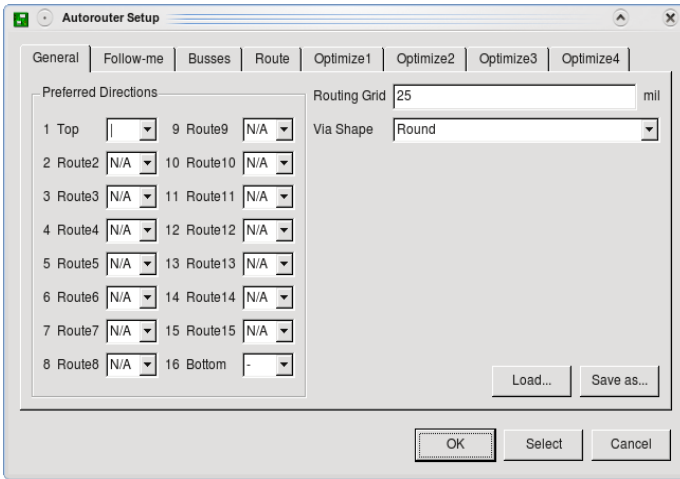 Autorouter Setup
General Follow-me Busses Route Optimize1 Optimize2 Optimize3 Optimize4
Preferred Directions Routing Grid 25 mil
1 Top | 9 Route9 N/A Via Shape Round
2 Route2 N/A 10 Route10 N/A
3 Route3 N/A 11 Route11 N/A
4 Route4 N/A 12 Route12 N/A
5 Route5 N/A 13 Route13 N/A
6 Route6 N/A 14 Route14 N/A
7 Route7 N/A 15 Route15 N/A
8 Route8 N/A 16 Bottom -
Load... Save as...
OK Select Cancel